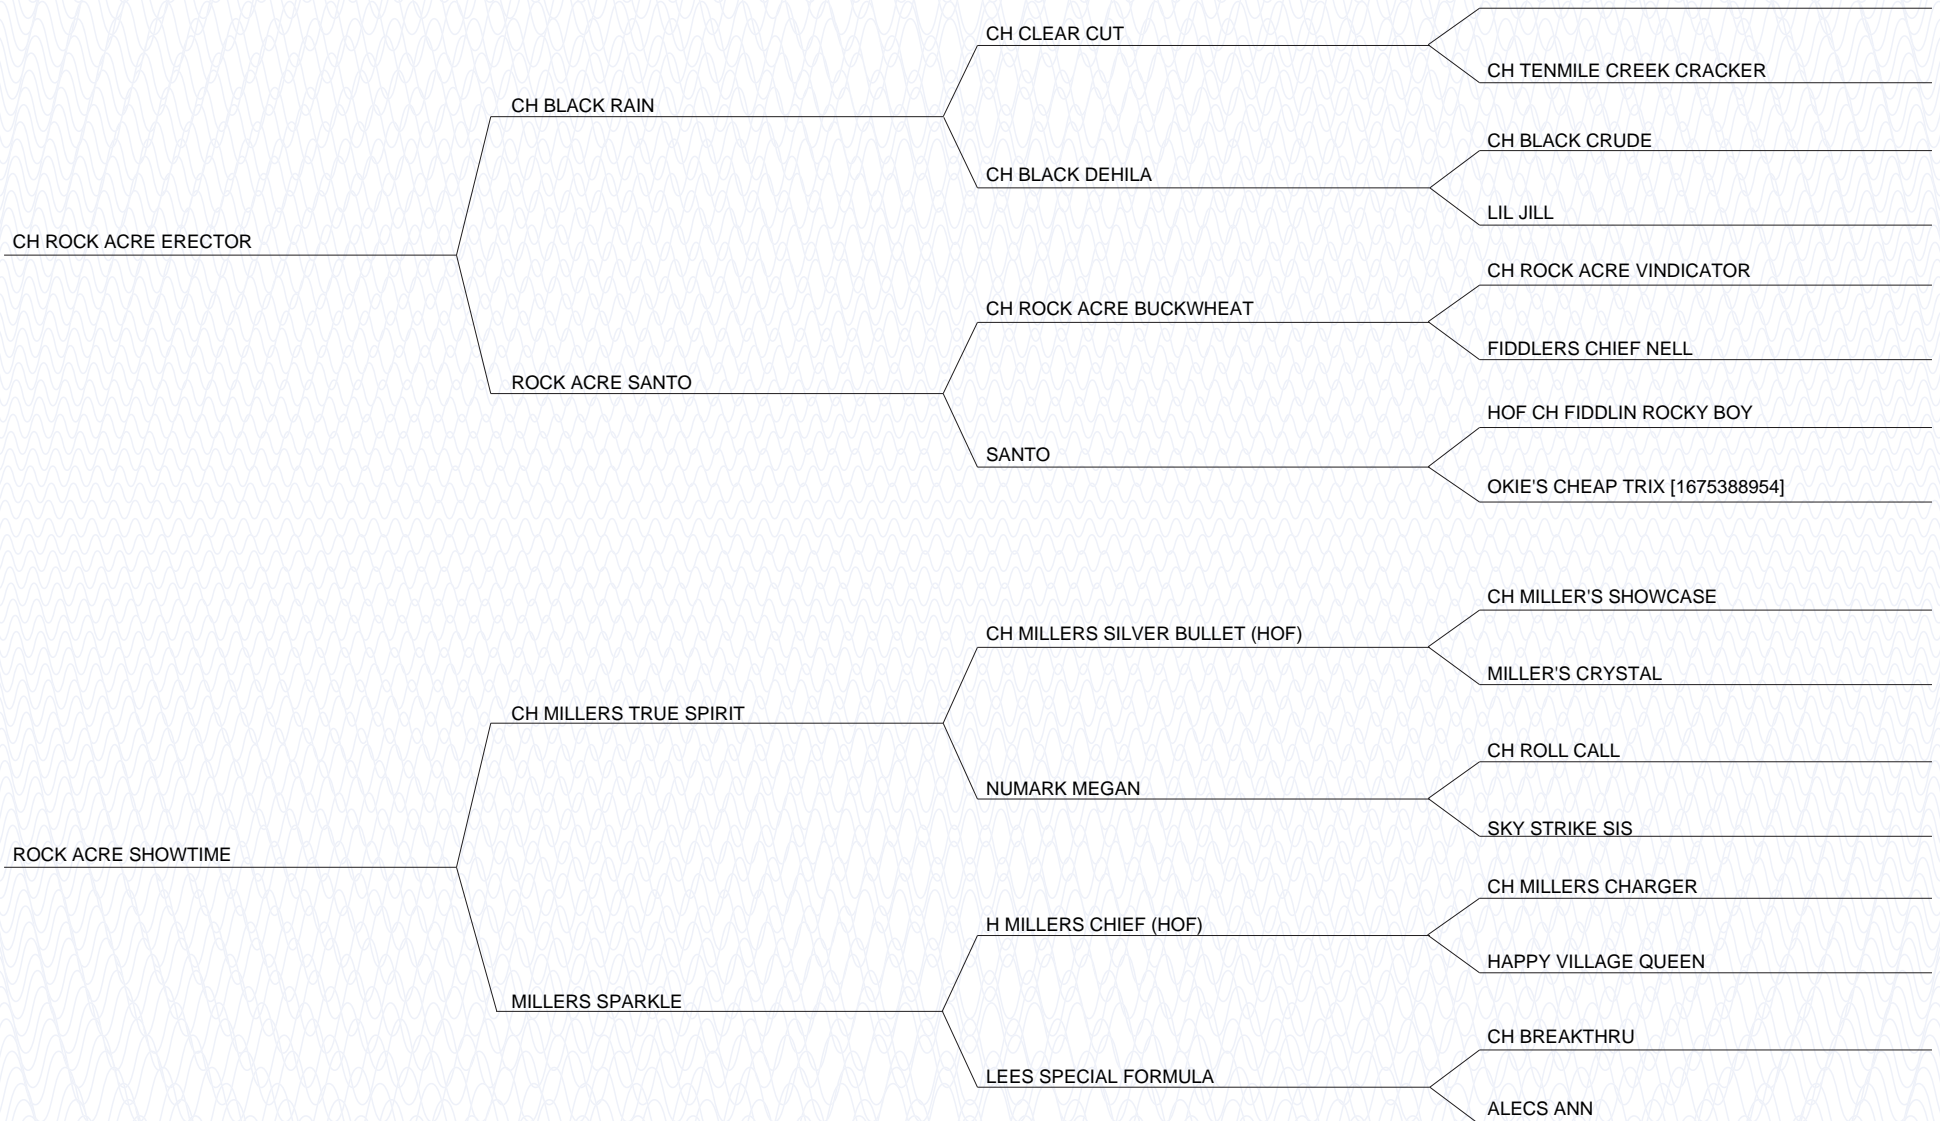 CH CLEAR CUT
CH TENMILE CREEK CRACKER
CH BLACK RAIN
CH BLACK CRUDE
CH BLACK DEHILA
LIL JILL
CH ROCK ACRE ERECTOR
CH ROCK ACRE VINDICATOR
CH ROCK ACRE BUCKWHEAT
FIDDLERS CHIEF NELL
ROCK ACRE SANTO
HOF CH FIDDLIN ROCKY BOY
SANTO
OKIE'S CHEAP TRIX [1675388954]
CH MILLER'S SHOWCASE
CH MILLERS SILVER BULLET (HOF)
MILLER'S CRYSTAL
CH MILLERS TRUE SPIRIT
CH ROLL CALL
NUMARK MEGAN
SKY STRIKE SIS
ROCK ACRE SHOWTIME
CH MILLERS CHARGER
H MILLERS CHIEF (HOF)
HAPPY VILLAGE QUEEN
MILLERS SPARKLE
CH BREAKTHRU
LEES SPECIAL FORMULA
ALECS ANN